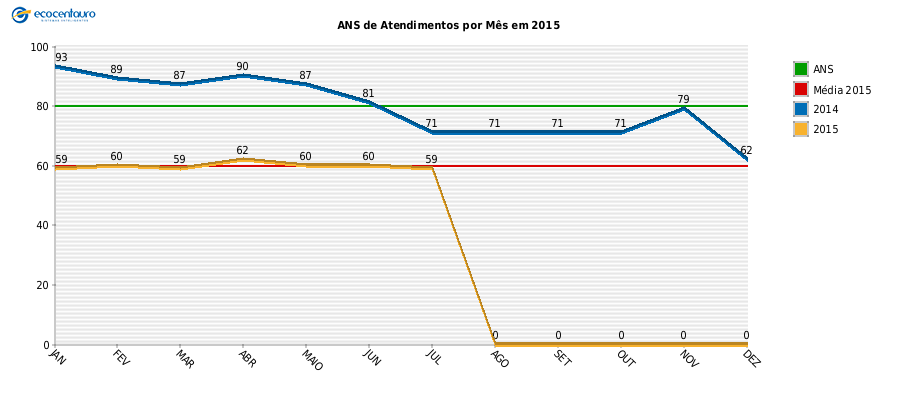 ecocentauro
ANS de Atendimentos por Mês em 2015
100
80
60
40
20
0
93 89 87 90 87 81 71 71 71 71 79 62
59 60 59 62 60 60 59 0 0 0 0 0
JAN FEV MAR ABR MAIO JUN JUL AGO SET OUT NOV DEZ
ANS
Média 2015
2014
2015